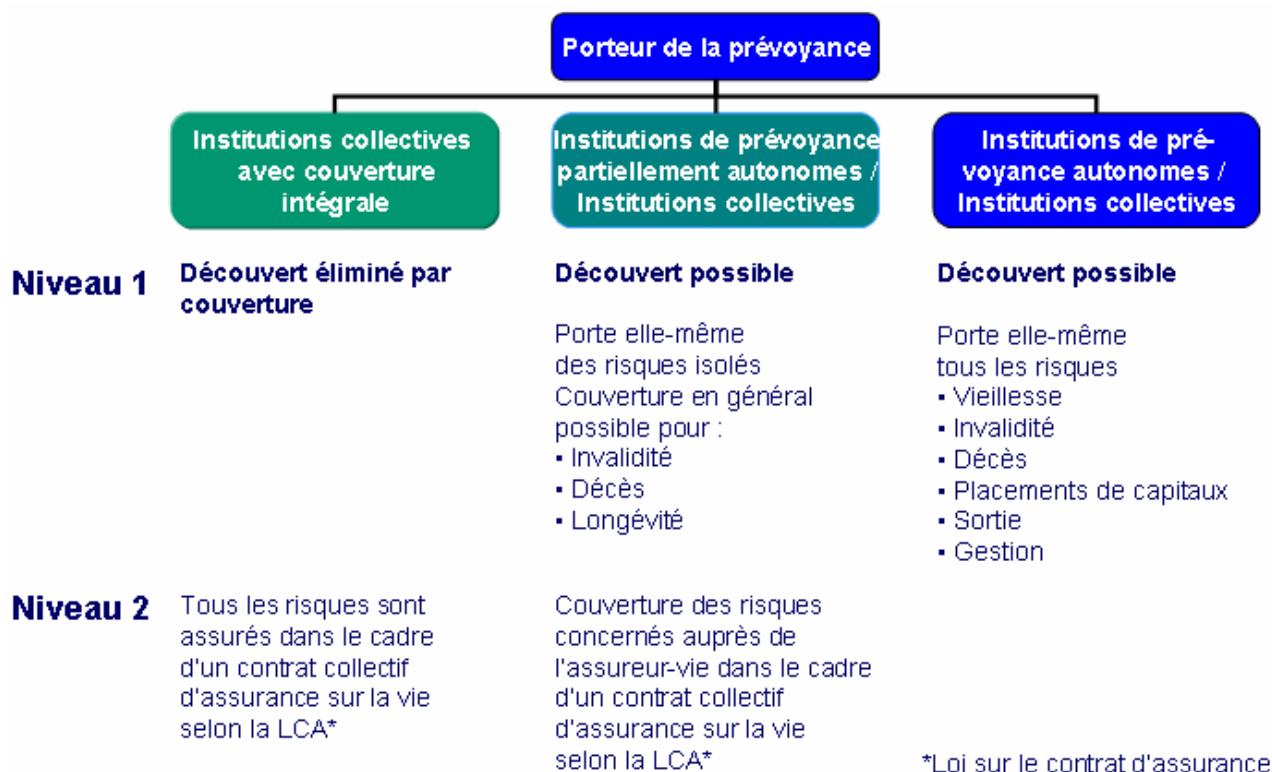 Porteur de la prévoyance
Institutions collectives
avec couverture
intégrale
Institutions de prévoyance
partiellement autonomes /
Institutions collectives
Institutions de pré-
voyance autonomes /
Institutions collectives
Niveau 1
Découvert éliminé par
couverture
Découvert possible
Porte elle-même
des risques isolés
Couverture en général
possible pour :
▪ Invalidité
▪ Décès
▪ Longévité
Découvert possible
Porte elle-même
tous les risques
▪ Vieillesse
▪ Invalidité
▪ Décès
▪ Placements de capitaux
▪ Sortie
▪ Gestion
Niveau 2
Tous les risques sont
assurés dans le cadre
d'un contrat collectif
d'assurance sur la vie
selon la LCA*
Couverture des risques
concernés auprès de
l'assureur-vie dans le cadre
d'un contrat collectif
d'assurance sur la vie
selon la LCA*
*Loi sur le contrat d'assurance